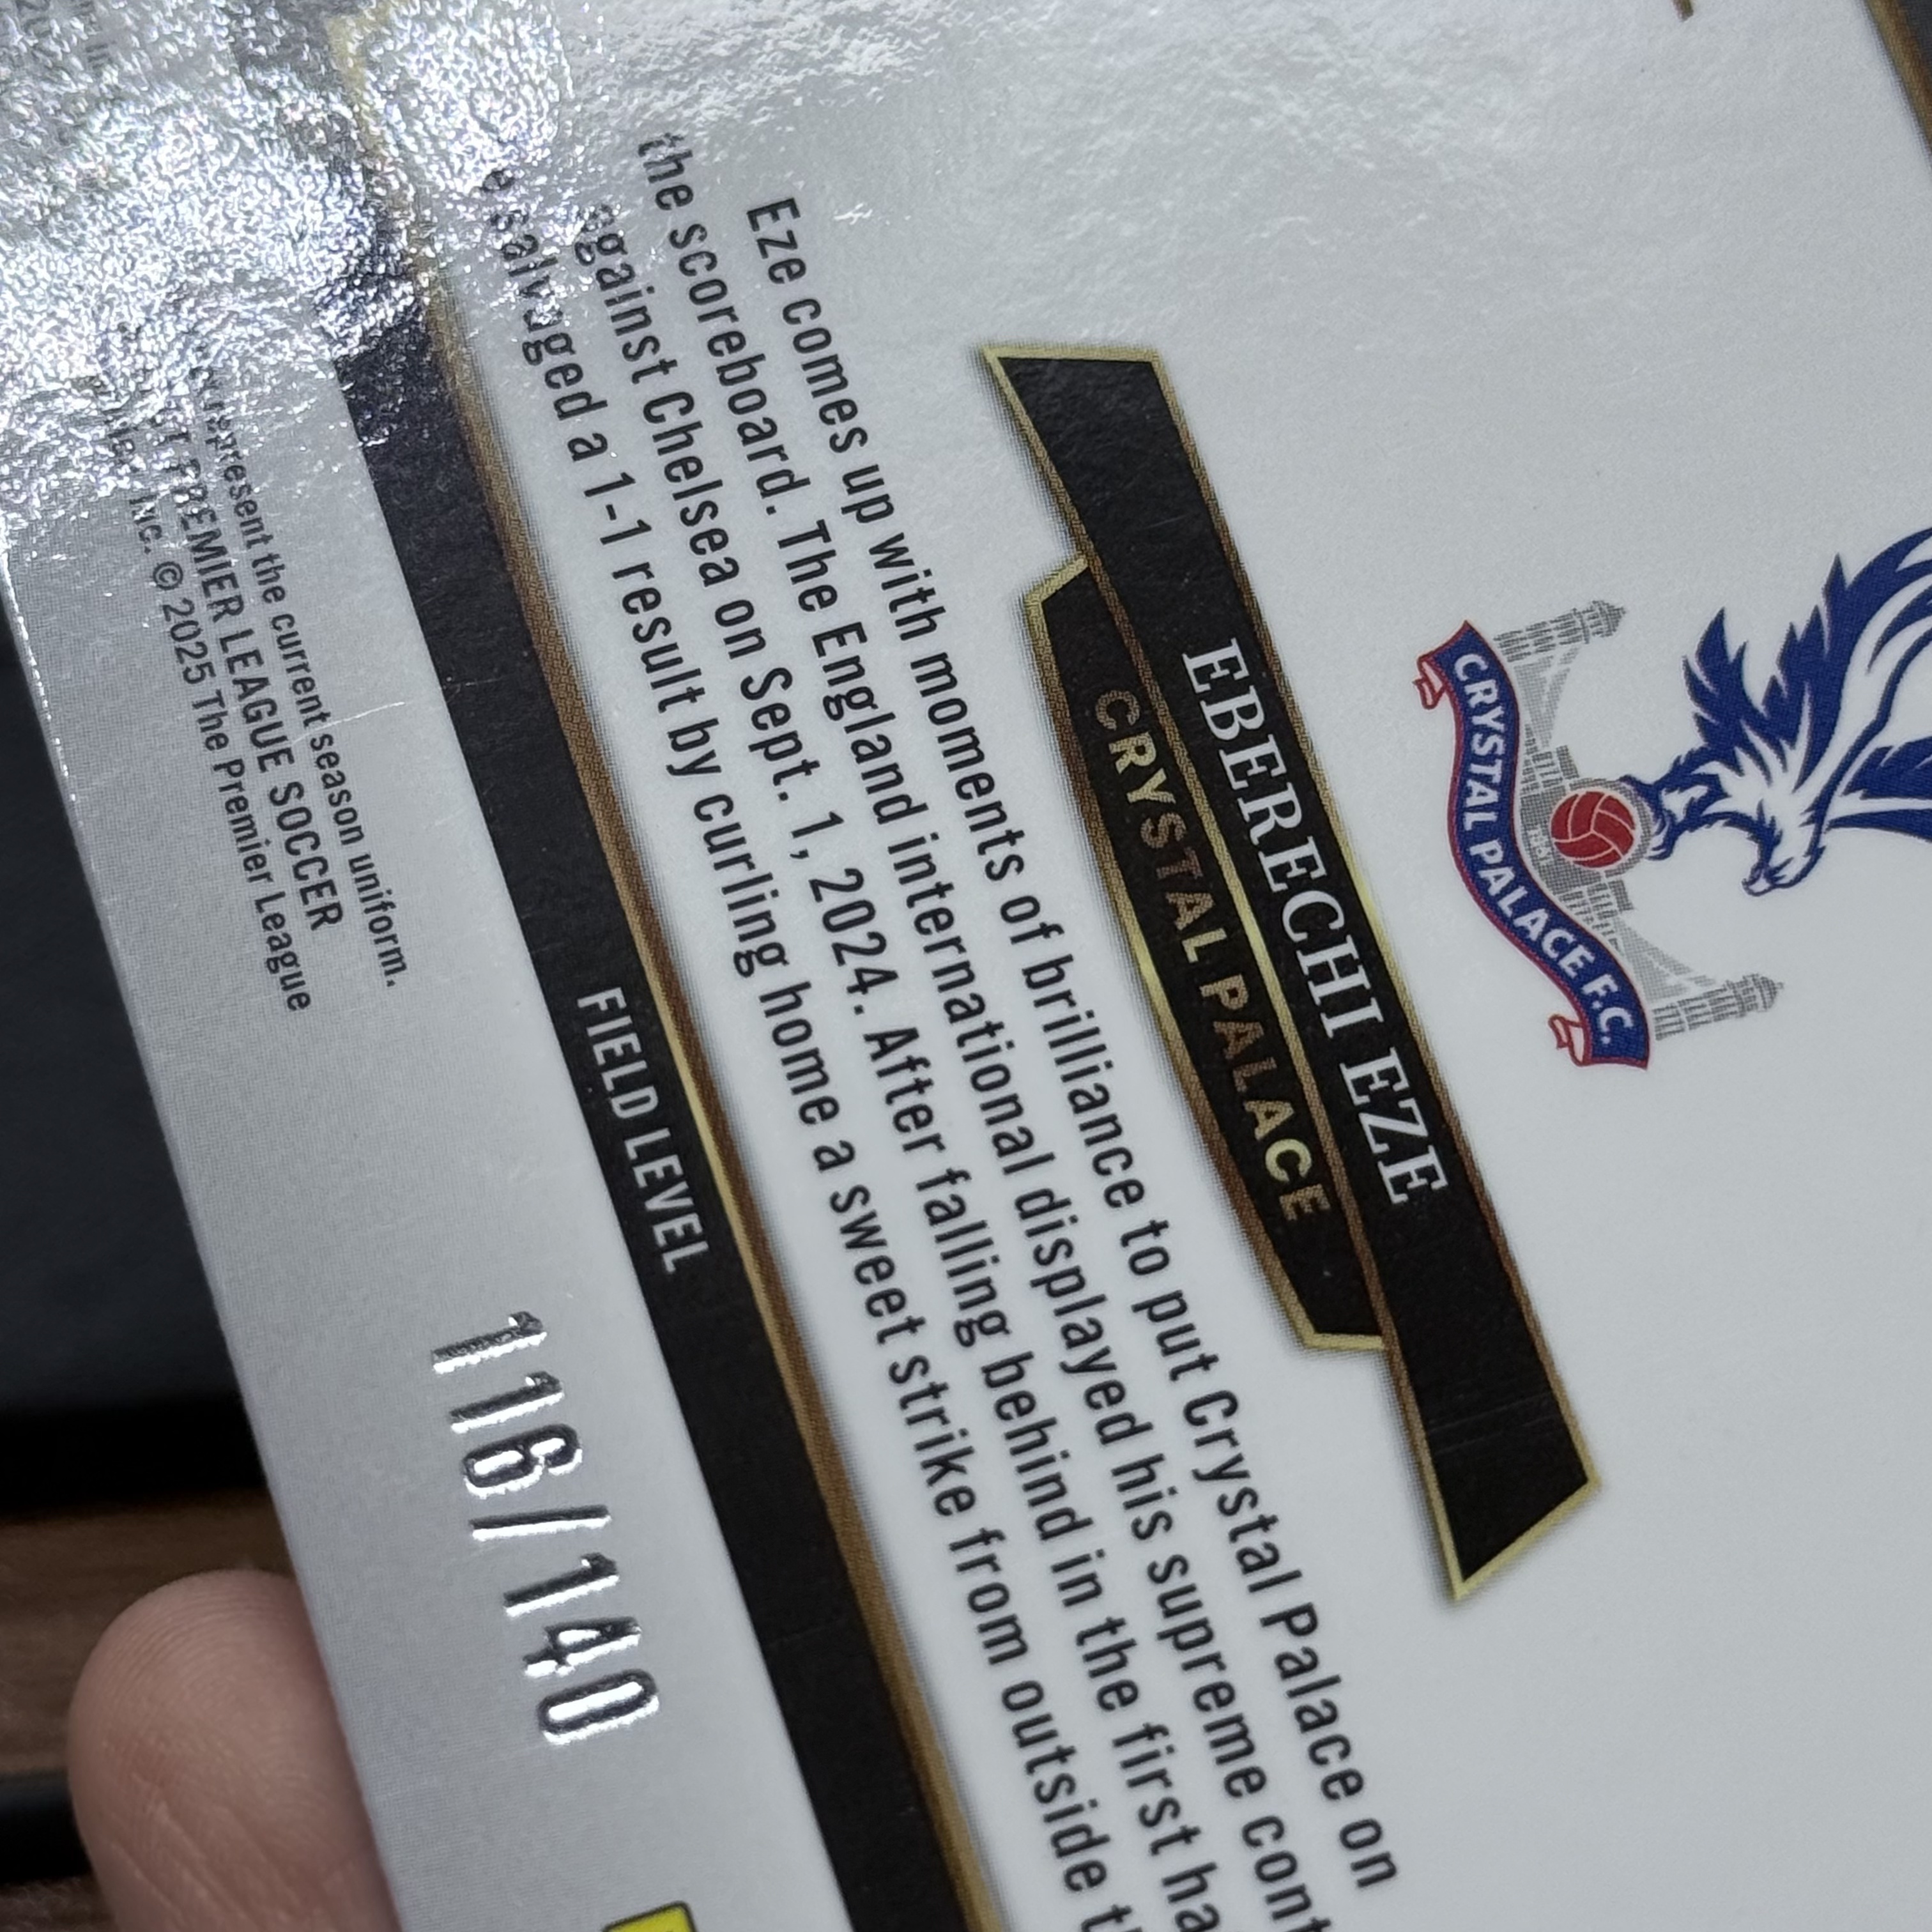 CRYSTAL PALACE F.C.
EBERECHI EZE
CRYSTAL PALACE
Eze comes up with moments of brilliance to put Crystal Palace on
the scoreboard. The England international displayed his supreme
against Chelsea on Sept. 1, 2024. After falling behind in the first
salvaged a 1-1 result by curling home a sweet strike from outside
FIELD LEVEL
the current season uniform.
PREMIER LEAGUE SOCCER
INC. © 2025 The Premier League
116/140